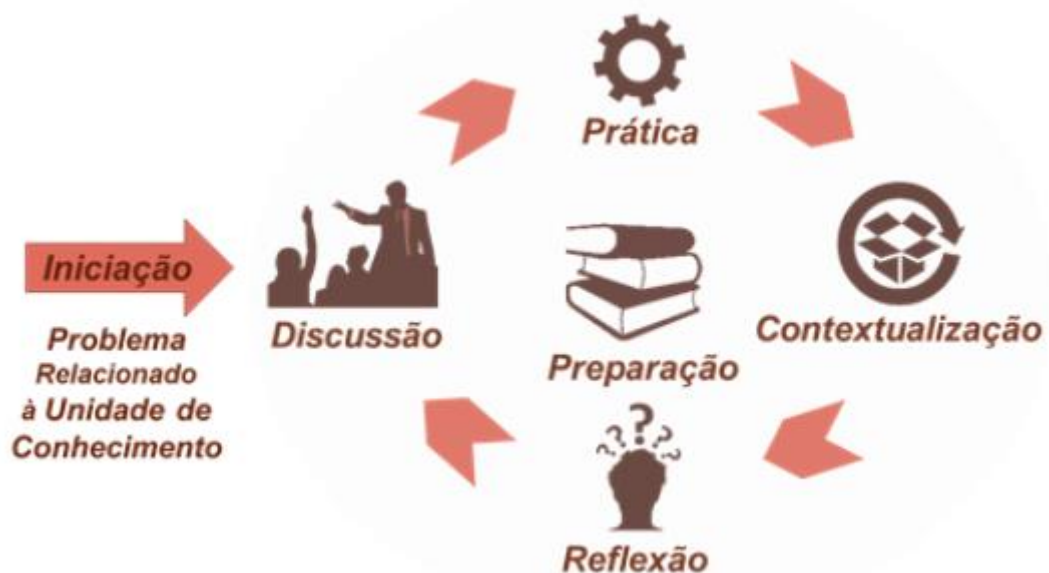 Prática
Iniciação
Problema
Relacionado
à Unidade de
Conhecimento
Discussão
Preparação
Contextualização
Reflexão